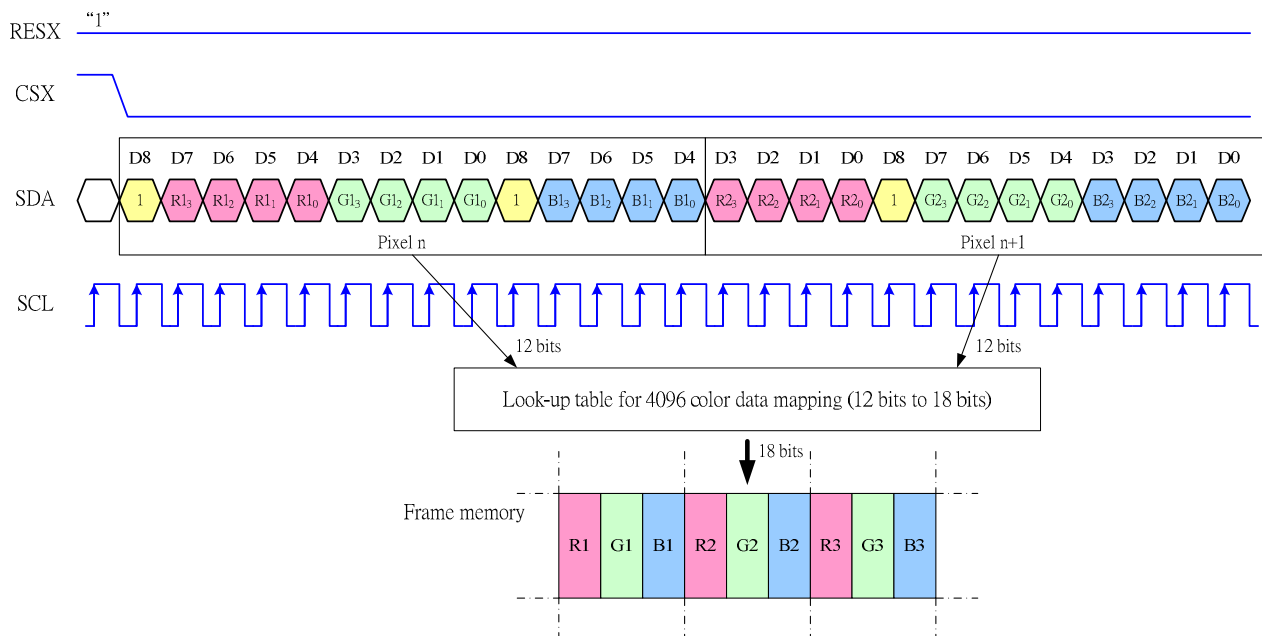 RESX “1”
CSX
D8 D7 D6 D5 D4 D3 D2 D1 D0 D8 D7 D6 D5 D4 D3 D2 D1 D0 D8 D7 D6 D5 D4 D3 D2 D1 D0
SDA 1 R1₃ R1₂ R1₁ R1₀ G1₃ G1₂ G1₁ G1₀ 1 B1₃ B1₂ B1₁ B1₀ R2₃ R2₂ R2₁ R2₀ 1 G2₃ G2₂ G2₁ G2₀ B2₃ B2₂ B2₁ B2₀
Pixel n Pixel n+1
SCL
12 bits 12 bits
Look-up table for 4096 color data mapping (12 bits to 18 bits)
18 bits
Frame memory
R1 G1 B1 R2 G2 B2 R3 G3 B3